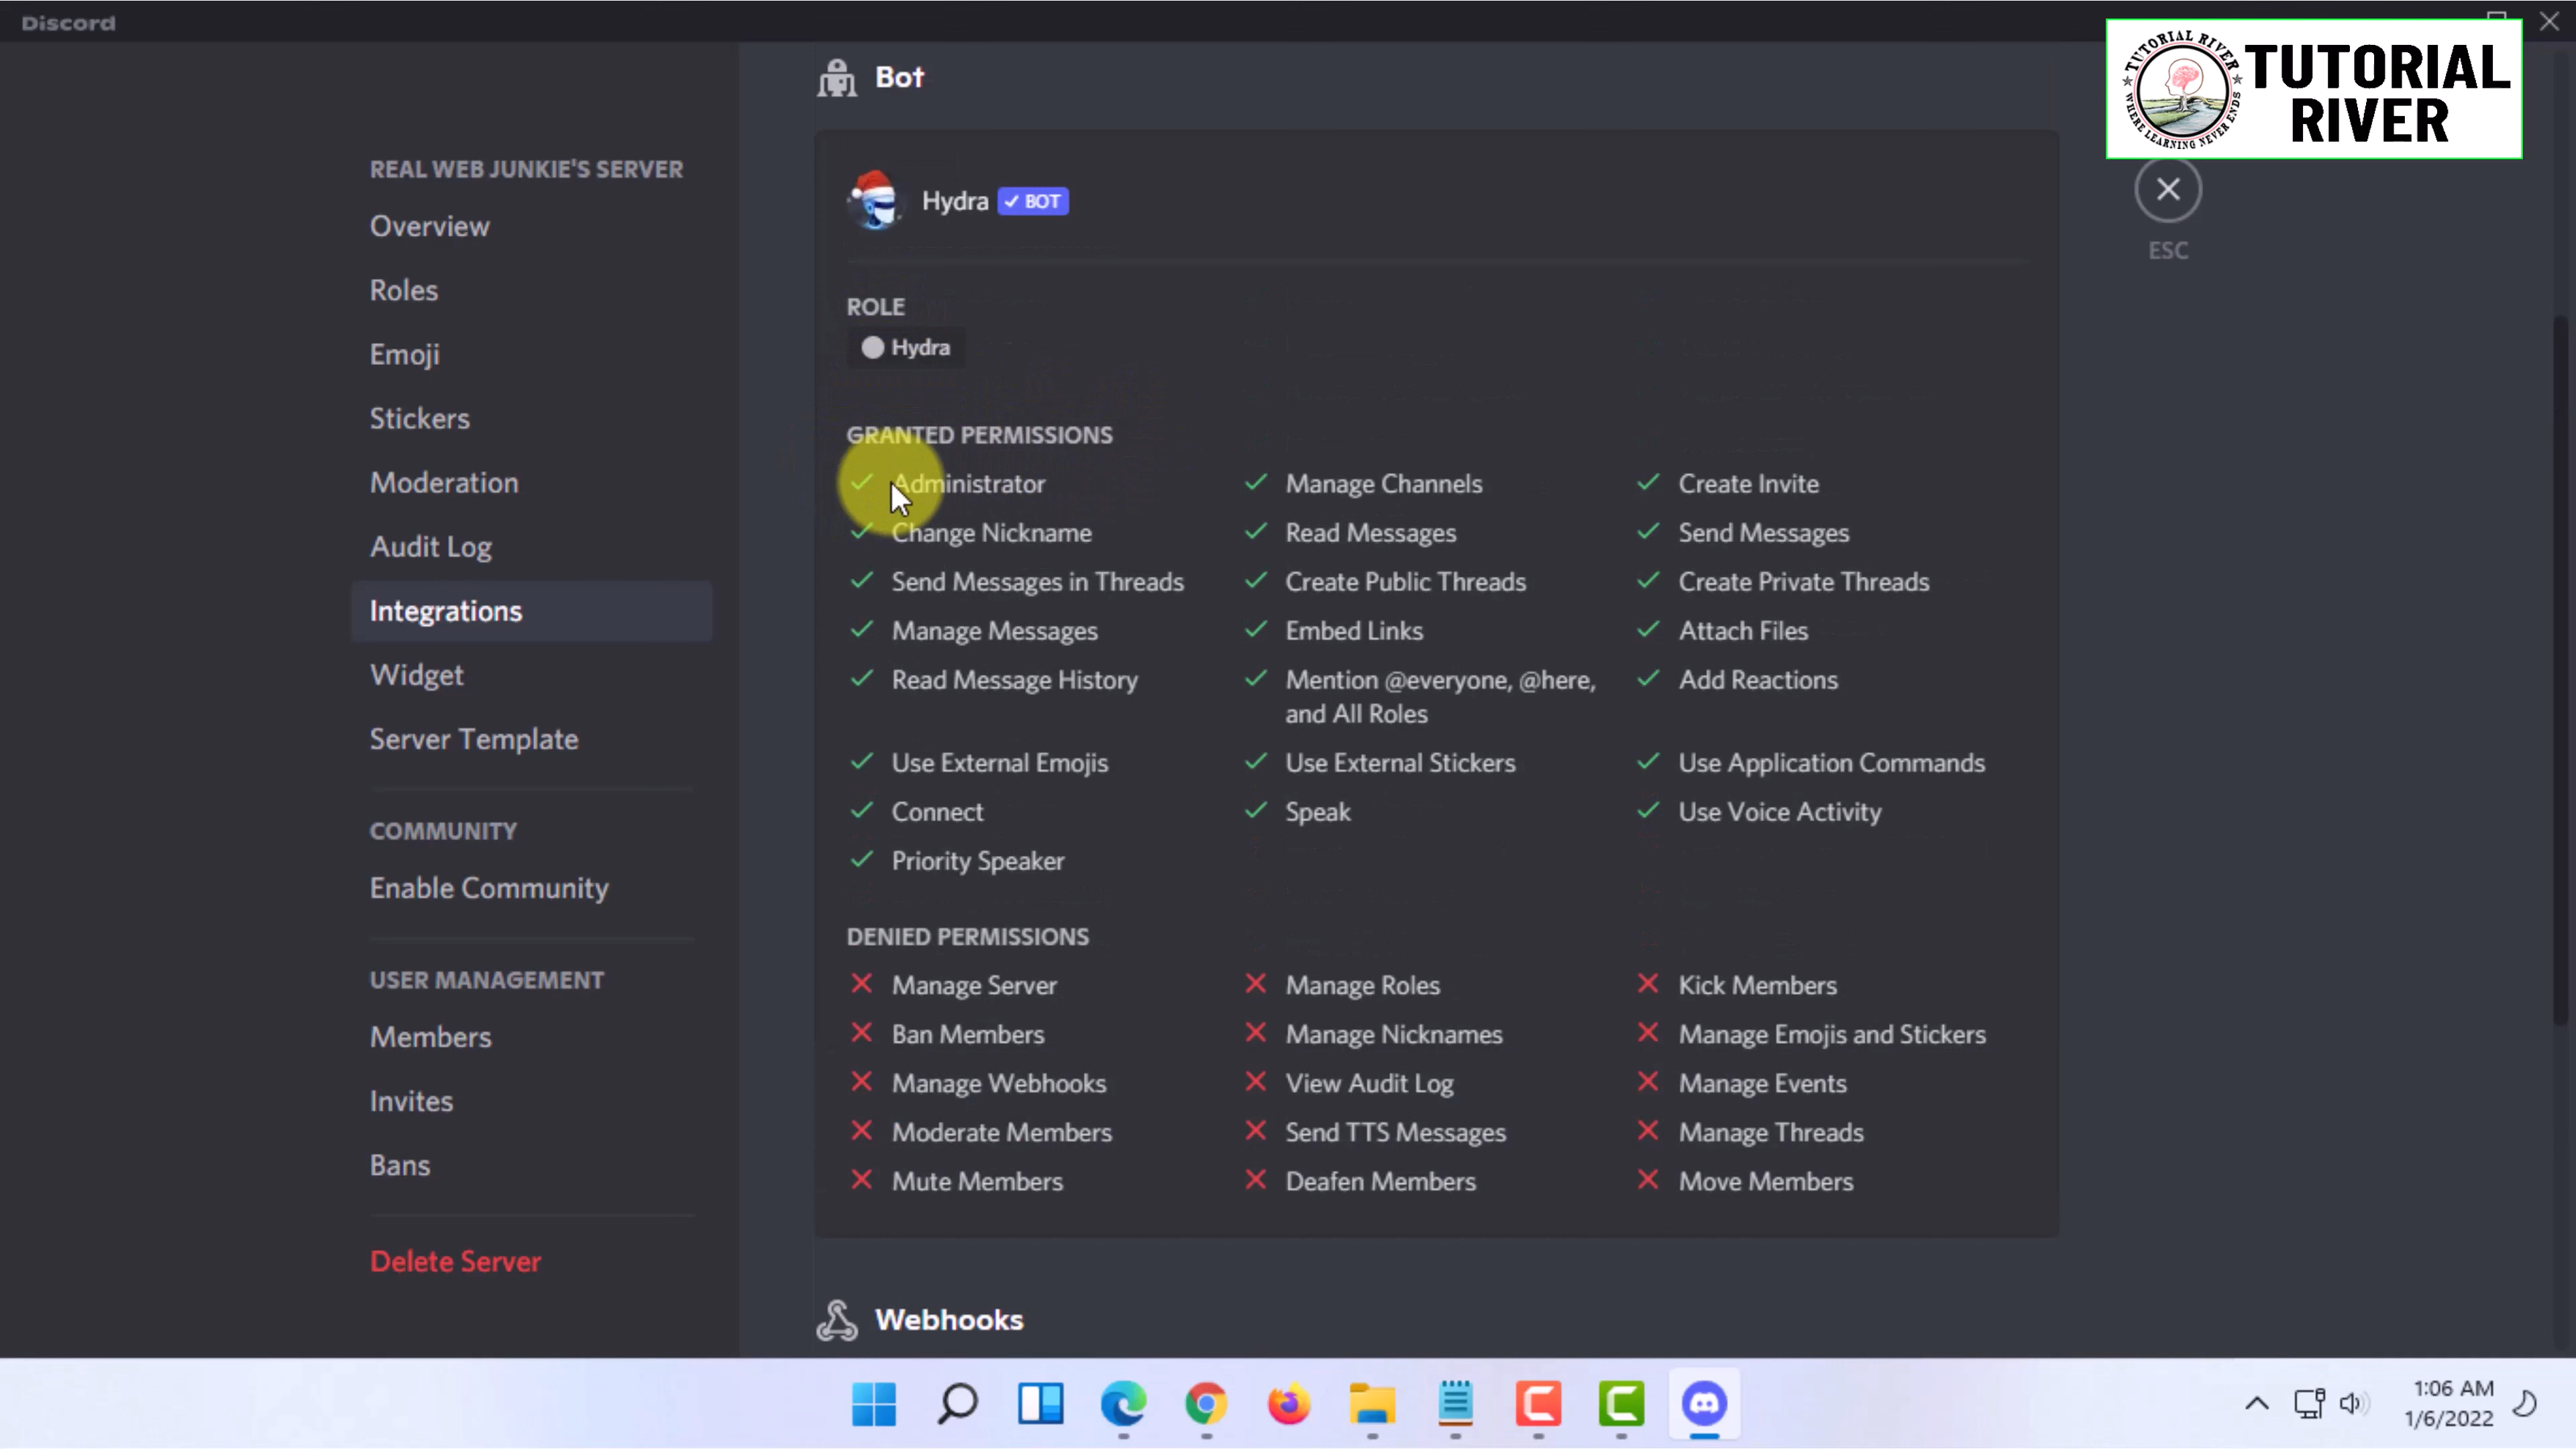 Discord
TUTORIAL RIVER
WHERE LEARNING NEVER ENDS
TUTORIAL
RIVER
Bot
REAL WEB JUNKIE'S SERVER
Overview
Roles
Emoji
Stickers
Moderation
Audit Log
Integrations
Widget
Server Template
COMMUNITY
Enable Community
USER MANAGEMENT
Members
Invites
Bans
Delete Server
Hydra BOT
ESC
ROLE
Hydra
GRANTED PERMISSIONS
Administrator Manage Channels Create Invite
Change Nickname Read Messages Send Messages
Send Messages in Threads Create Public Threads Create Private Threads
Manage Messages Embed Links Attach Files
Read Message History Mention @everyone, @here, Add Reactions
and All Roles
Use External Emojis Use External Stickers Use Application Commands
Connect Speak Use Voice Activity
Priority Speaker
DENIED PERMISSIONS
Manage Server Manage Roles Kick Members
Ban Members Manage Nicknames Manage Emojis and Stickers
Manage Webhooks View Audit Log Manage Events
Moderate Members Send TTS Messages Manage Threads
Mute Members Deafen Members Move Members
Webhooks
1:06 AM
1/6/2022